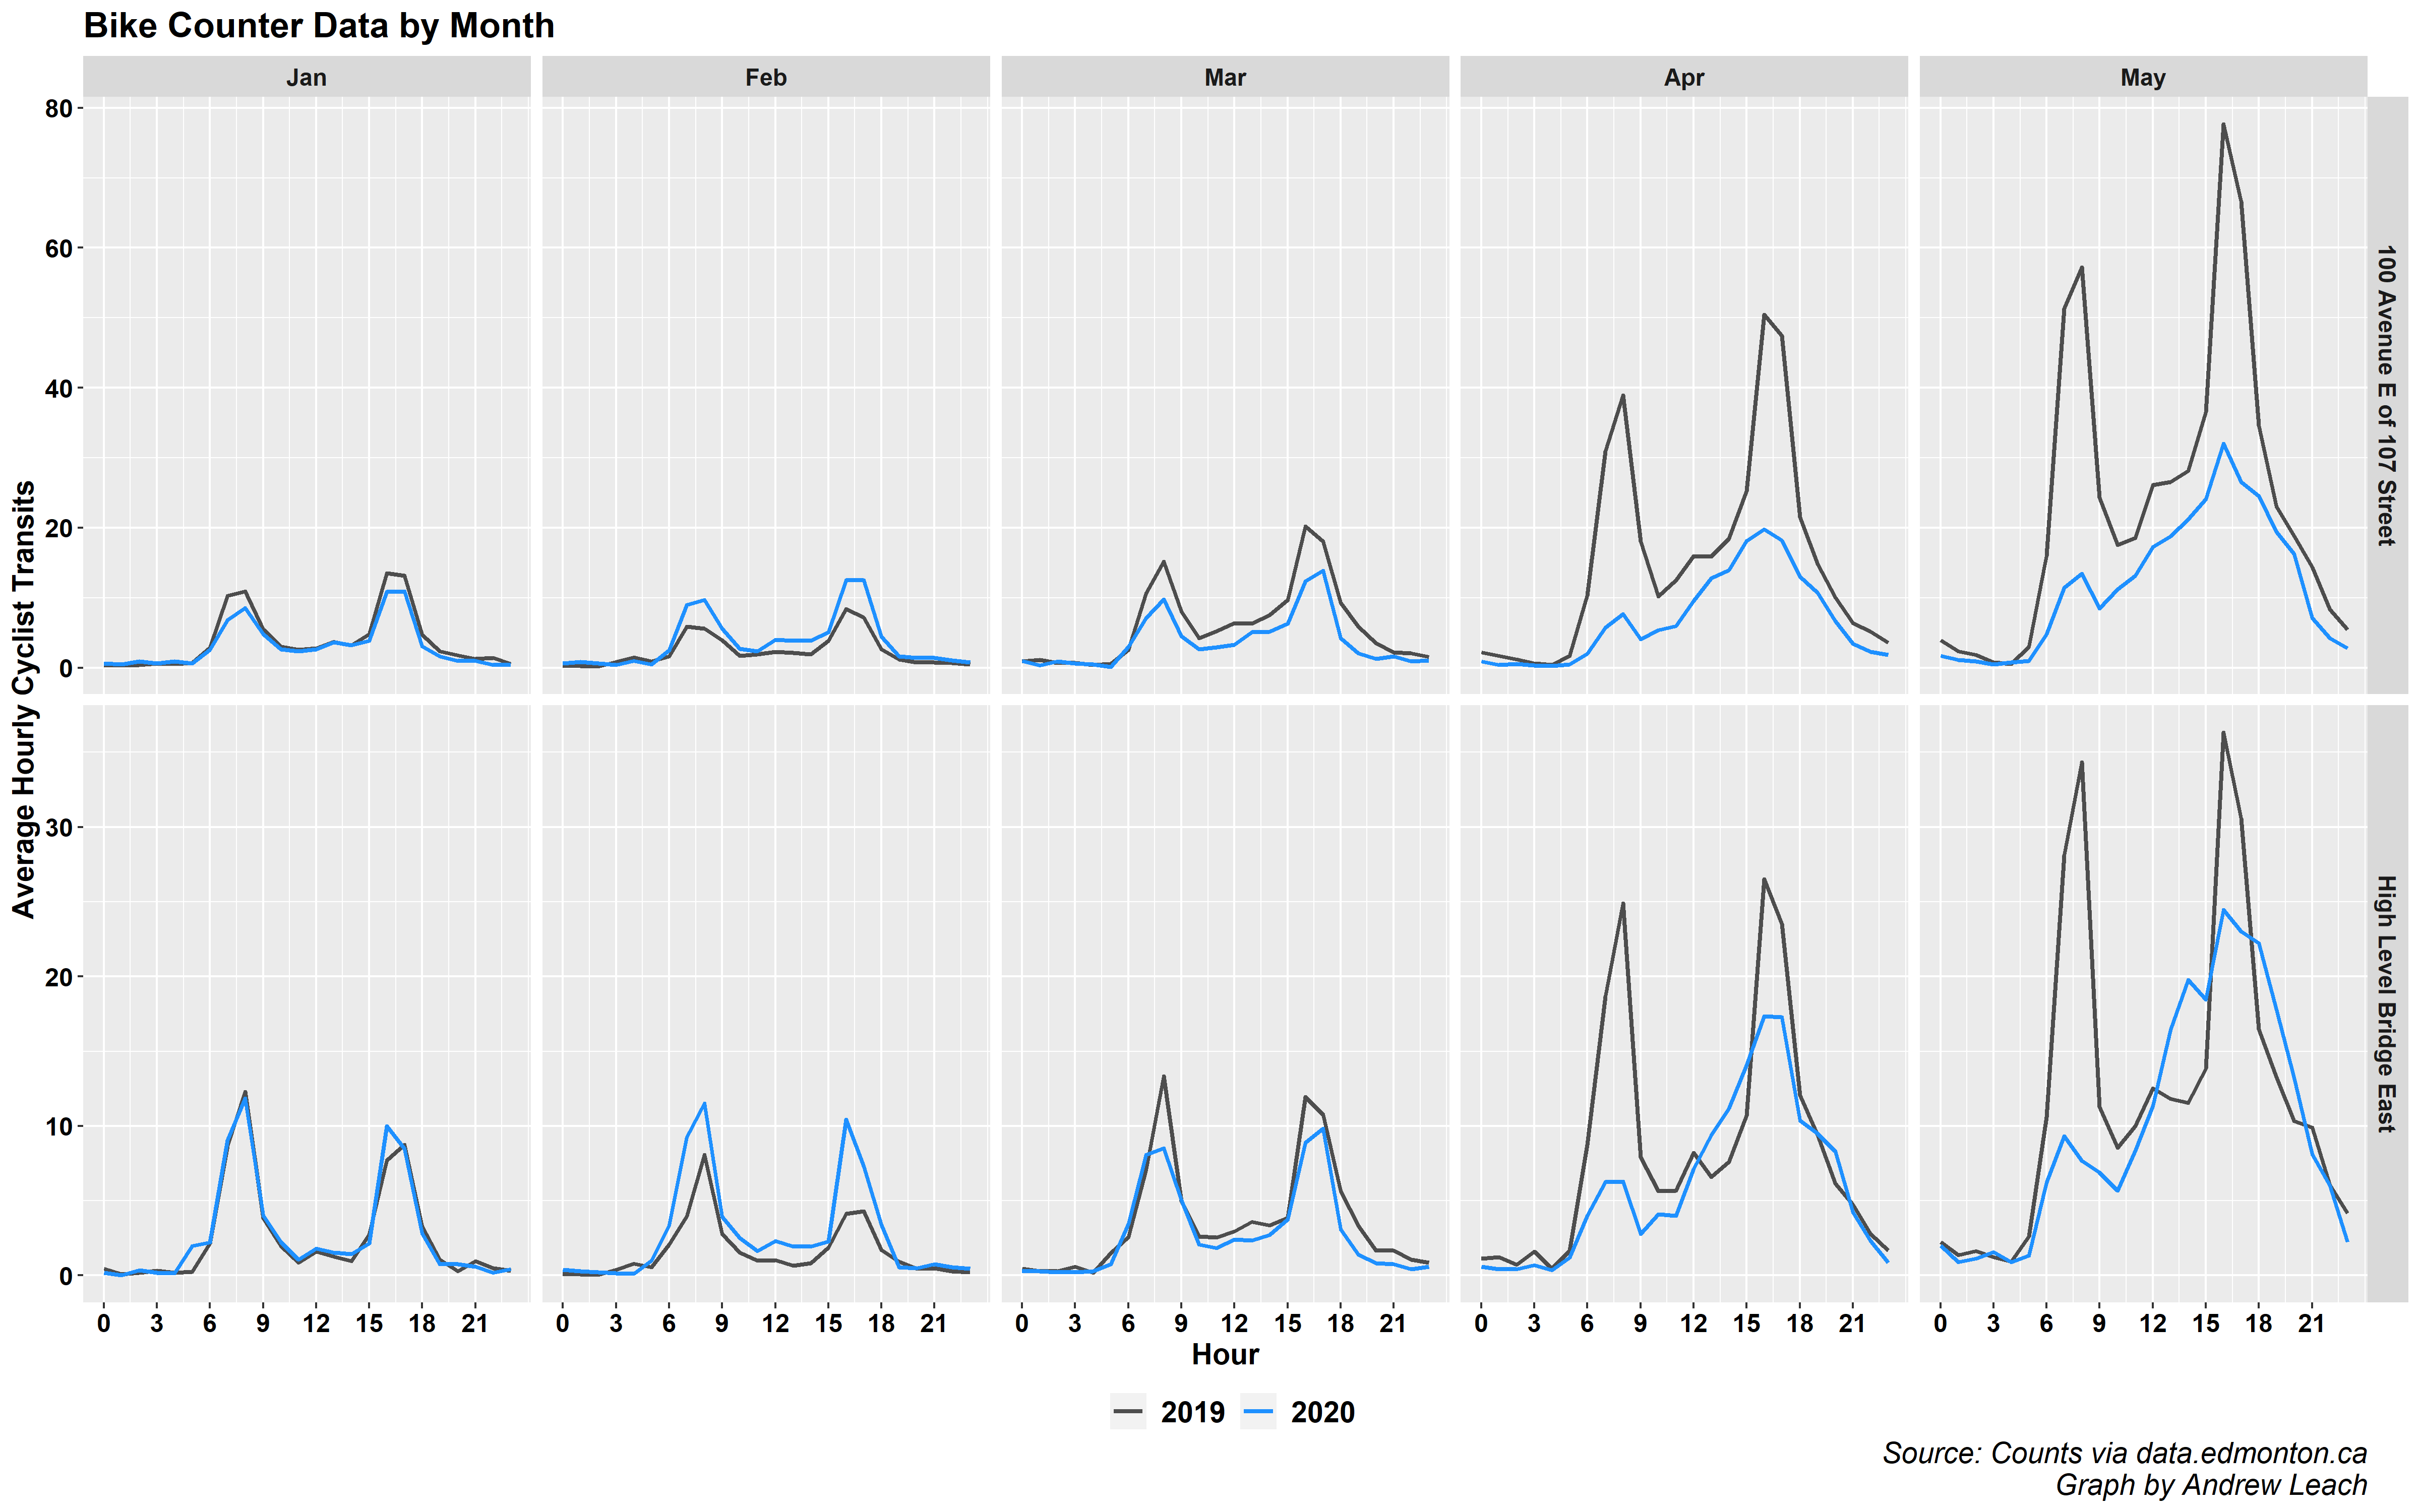 Bike Counter Data by Month
Jan Feb Mar Apr May
80
60
40
20
0
100 Avenue E of 107 Street
Average Hourly Cyclist Transits
30
20
10
0
High Level Bridge East
0 3 6 9 12 15 18 21 0 3 6 9 12 15 18 21 0 3 6 9 12 15 18 21 0 3 6 9 12 15 18 21 0 3 6 9 12 15 18 21
Hour
2019 2020
Source: Counts via data.edmonton.ca
Graph by Andrew Leach